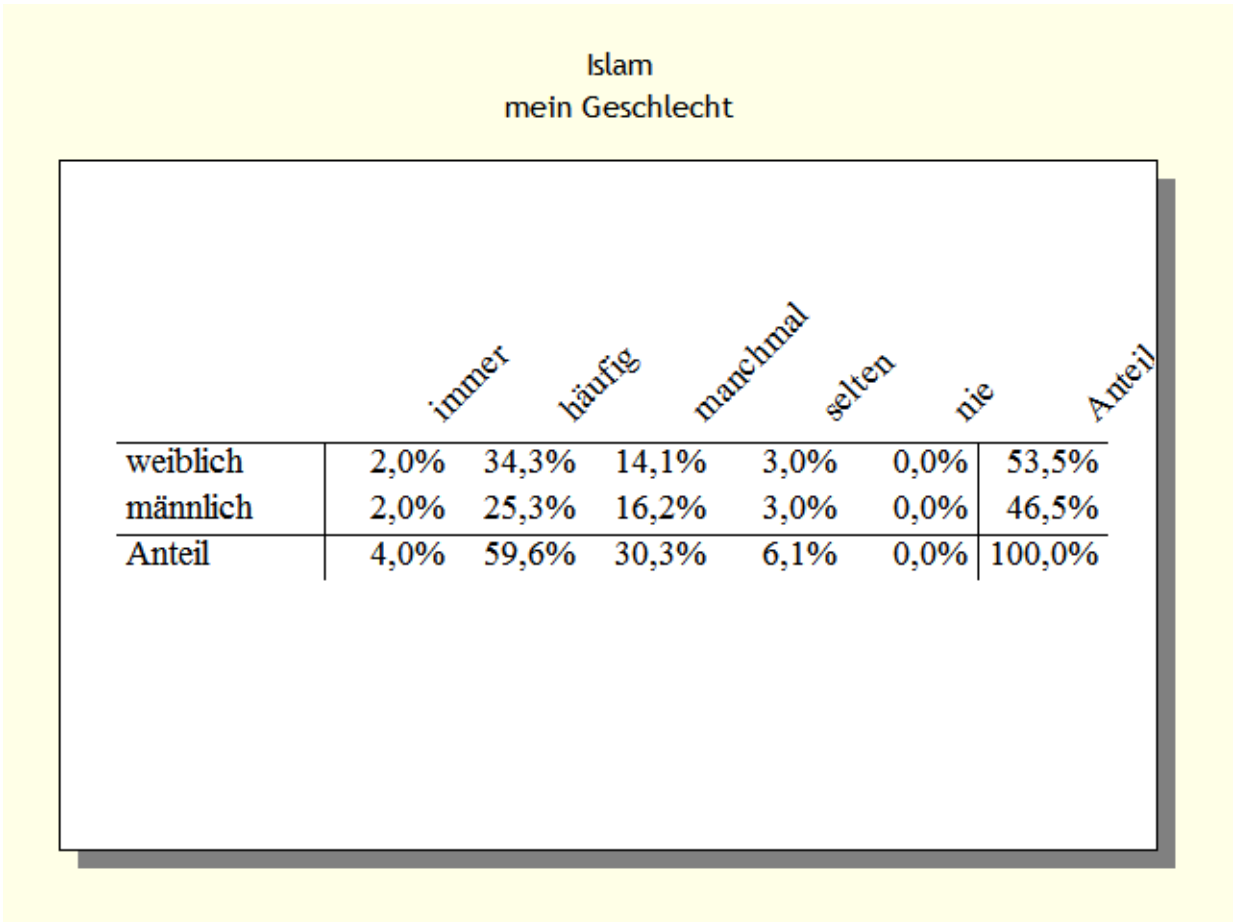 Islam
mein Geschlecht
immer häufig manchmal selten nie Anteil
weiblich 2,0% 34,3% 14,1% 3,0% 0,0% 53,5%
männlich 2,0% 25,3% 16,2% 3,0% 0,0% 46,5%
Anteil 4,0% 59,6% 30,3% 6,1% 0,0% 100,0%